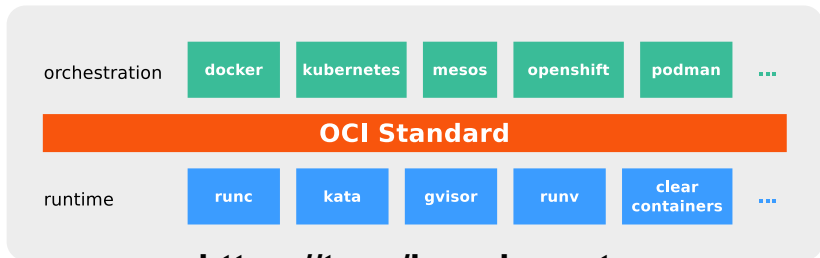 orchestration docker kubernetes mesos openshift podman ...
OCI Standard
runtime runc kata gvisor runv clear containers ...